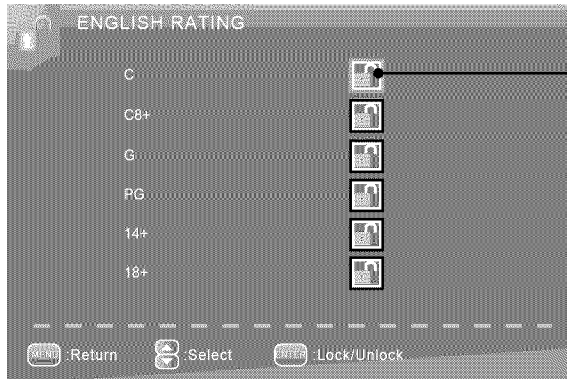 ENGLISH RATING
C
C8+
G
PG
14+
18+
MENU :Return :Select ENTER :Lock/Unlock